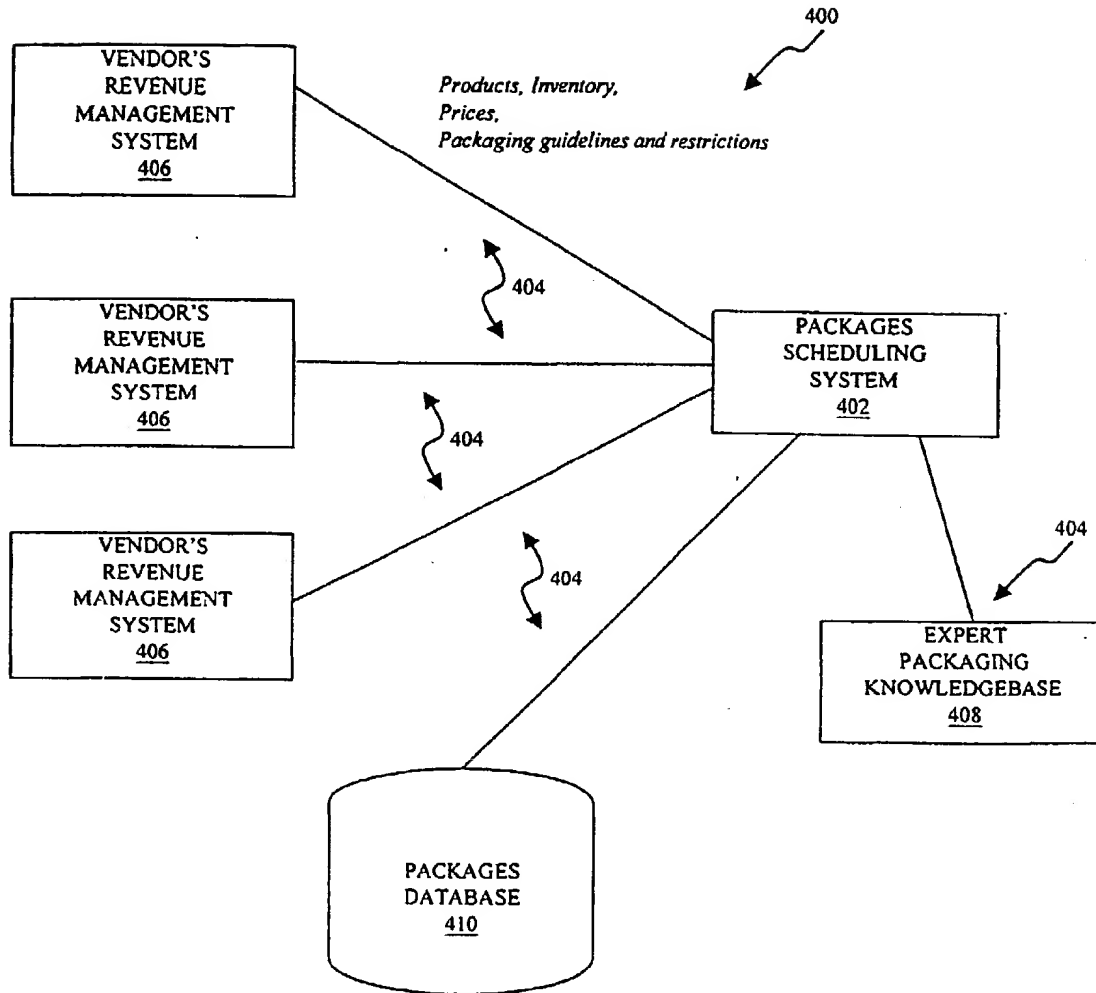 400
VENDOR'S
REVENUE
MANAGEMENT
SYSTEM
406
Products, Inventory,
Prices,
Packaging guidelines and restrictions
404
VENDOR'S
REVENUE
MANAGEMENT
SYSTEM
406
PACKAGES
SCHEDULING
SYSTEM
402
404
VENDOR'S
REVENUE
MANAGEMENT
SYSTEM
406
404
404
EXPERT
PACKAGING
KNOWLEDGEBASE
408
PACKAGES
DATABASE
410